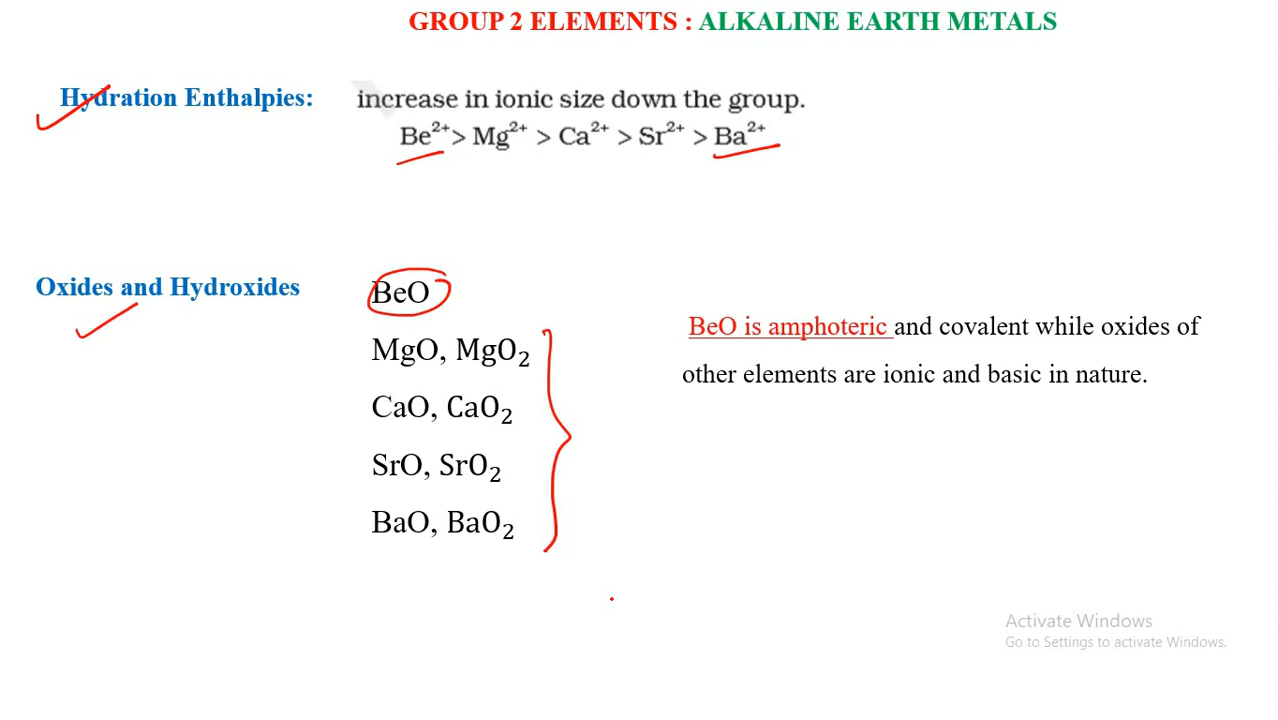 GROUP 2 ELEMENTS : ALKALINE EARTH METALS
Hydration Enthalpies:
increase in ionic size down the group.
Be²⁺> Mg²⁺ > Ca²⁺ > Sr²⁺ > Ba²⁺
Oxides and Hydroxides
BeO
MgO, MgO₂
CaO, CaO₂
SrO, SrO₂
BaO, BaO₂
BeO is amphoteric and covalent while oxides of
other elements are ionic and basic in nature.
Activate Windows
Go to Settings to activate Windows.